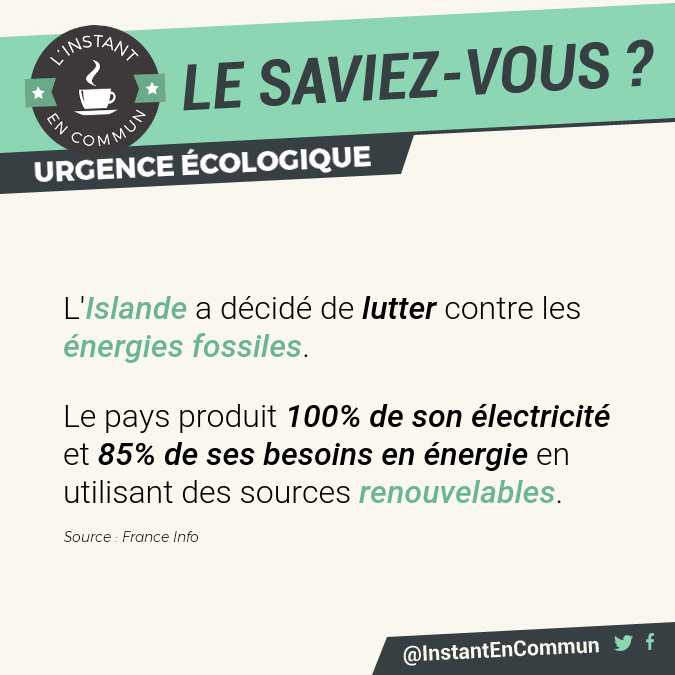 L'INSTANT
EN COMMUN
LE SAVIEZ-VOUS ?
URGENCE ÉCOLOGIQUE
L'Islande a décidé de lutter contre les
énergies fossiles.
Le pays produit 100% de son électricité
et 85% de ses besoins en énergie en
utilisant des sources renouvelables.
Source : France Info
@InstantEnCommun